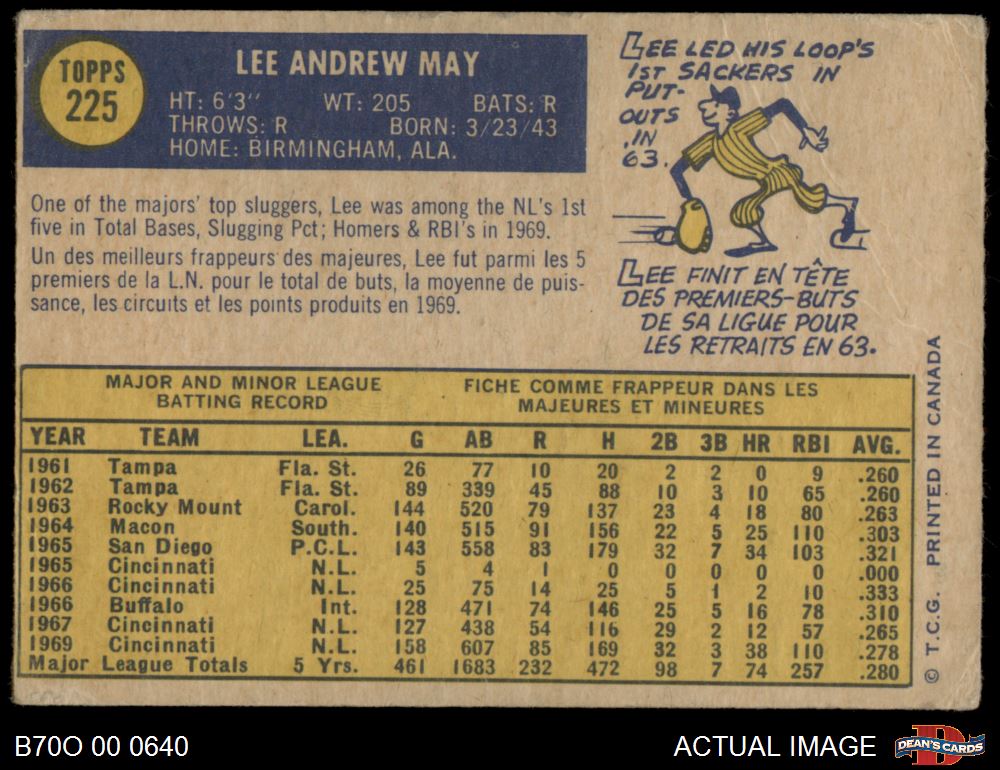 TOPPS
225
LEE ANDREW MAY
HT: 6'3" WT: 205 BATS: R
THROWS: R BORN: 3/23/43
HOME: BIRMINGHAM, ALA.
LEE LED HIS LOOP'S
1ST SACKERS IN
PUT-
OUTS
IN
63.
One of the majors' top sluggers, Lee was among the NL's 1st
five in Total Bases, Slugging Pct; Homers & RBI's in 1969.
Un des meilleurs frappeurs des majeures, Lee fut parmi les 5
premiers de la L.N. pour le total de buts, la moyenne de puis-
sance, les circuits et les points produits en 1969.
LEE FINIT EN TÊTE
DES PREMIERS-BUTS
DE SA LIGUE POUR
LES RETRAITS EN 63.
MAJOR AND MINOR LEAGUE
BATTING RECORD
FICHE COMME FRAPPEUR DANS LES
MAJEURES ET MINEURES
YEAR TEAM LEA. G AB R H 2B 3B HR RBI AVG.
1961 Tampa Fla. St. 26 77 10 20 2 2 0 9 .260
1962 Tampa Fla. St. 89 339 45 88 10 3 10 65 .260
1963 Rocky Mount Carol. 144 520 79 137 23 4 18 80 .263
1964 Macon South. 140 515 91 156 22 5 25 110 .303
1965 San Diego P.C.L. 143 558 83 179 32 7 34 103 .321
1965 Cincinnati N.L. 5 4 1 0 0 0 0 0 .000
1966 Cincinnati N.L. 25 75 14 25 5 1 2 10 .333
1966 Buffalo Int. 128 471 74 146 25 5 16 78 .310
1967 Cincinnati N.L. 127 438 54 116 29 2 12 57 .265
1969 Cincinnati N.L. 158 607 85 169 32 3 38 110 .278
Major League Totals 5 Yrs. 461 1683 232 472 98 7 74 257 .280
© T.C.G. PRINTED IN CANADA
B70O 00 0640
ACTUAL IMAGE
D
DEAN'S CARDS